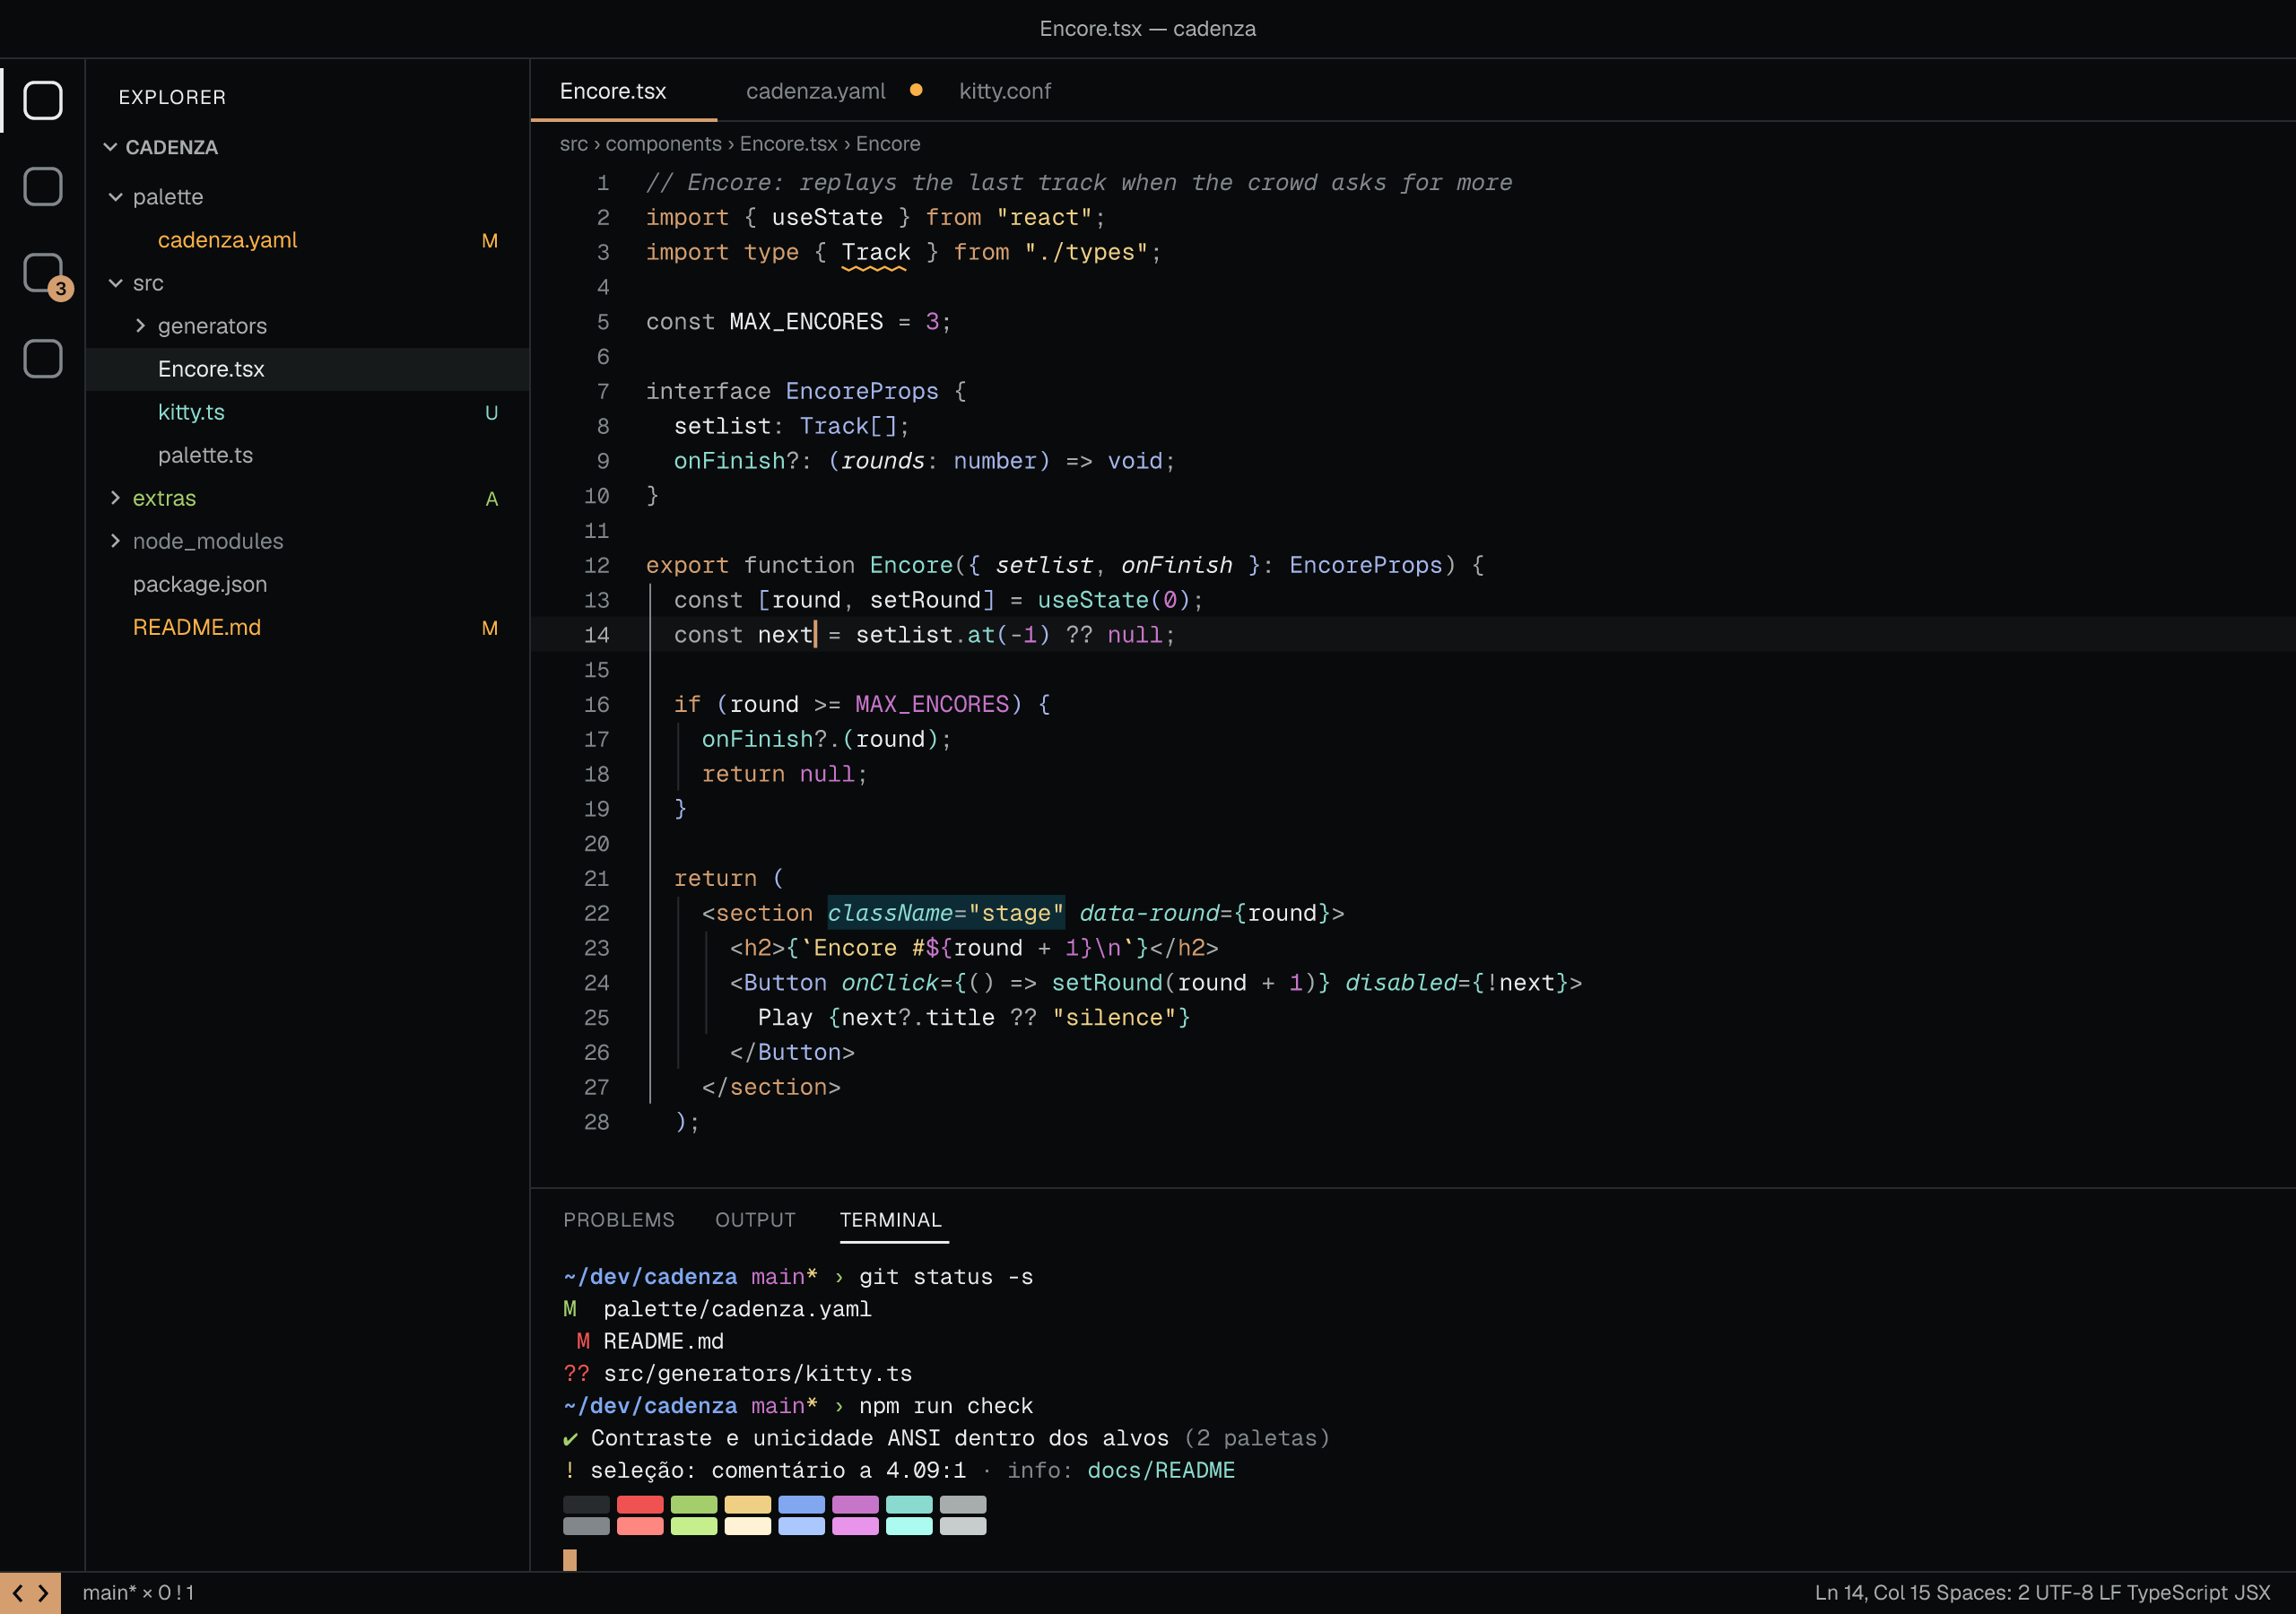 Encore.tsx — cadenza
EXPLORER
CADENZA
palette
cadenza.yaml M
3
src
generators
Encore.tsx
kitty.ts U
palette.ts
extras A
node_modules
package.json
README.md M
Encore.tsx cadenza.yaml kitty.conf
src › components › Encore.tsx › Encore
1 // Encore: replays the last track when the crowd asks for more
2 import { useState } from "react";
3 import type { Track } from "./types";
4
5 const MAX_ENCORES = 3;
6
7 interface EncoreProps {
8   setlist: Track[];
9   onFinish?: (rounds: number) => void;
10 }
11
12 export function Encore({ setlist, onFinish }: EncoreProps) {
13   const [round, setRound] = useState(0);
14   const next = setlist.at(-1) ?? null;
15
16   if (round >= MAX_ENCORES) {
17     onFinish?.(round);
18     return null;
19   }
20
21   return (
22     <section className="stage" data-round={round}>
23       <h2>{`Encore #${round + 1}\n`}</h2>
24       <Button onClick={() => setRound(round + 1)} disabled={!next}>
25         Play {next?.title ?? "silence"}
26       </Button>
27     </section>
28   );
PROBLEMS OUTPUT TERMINAL
~/dev/cadenza main* › git status -s
M  palette/cadenza.yaml
 M README.md
?? src/generators/kitty.ts
~/dev/cadenza main* › npm run check
✔ Contraste e unicidade ANSI dentro dos alvos (2 paletas)
! seleção: comentário a 4.09:1 · info: docs/README
main* × 0 ! 1
Ln 14, Col 15 Spaces: 2 UTF-8 LF TypeScript JSX